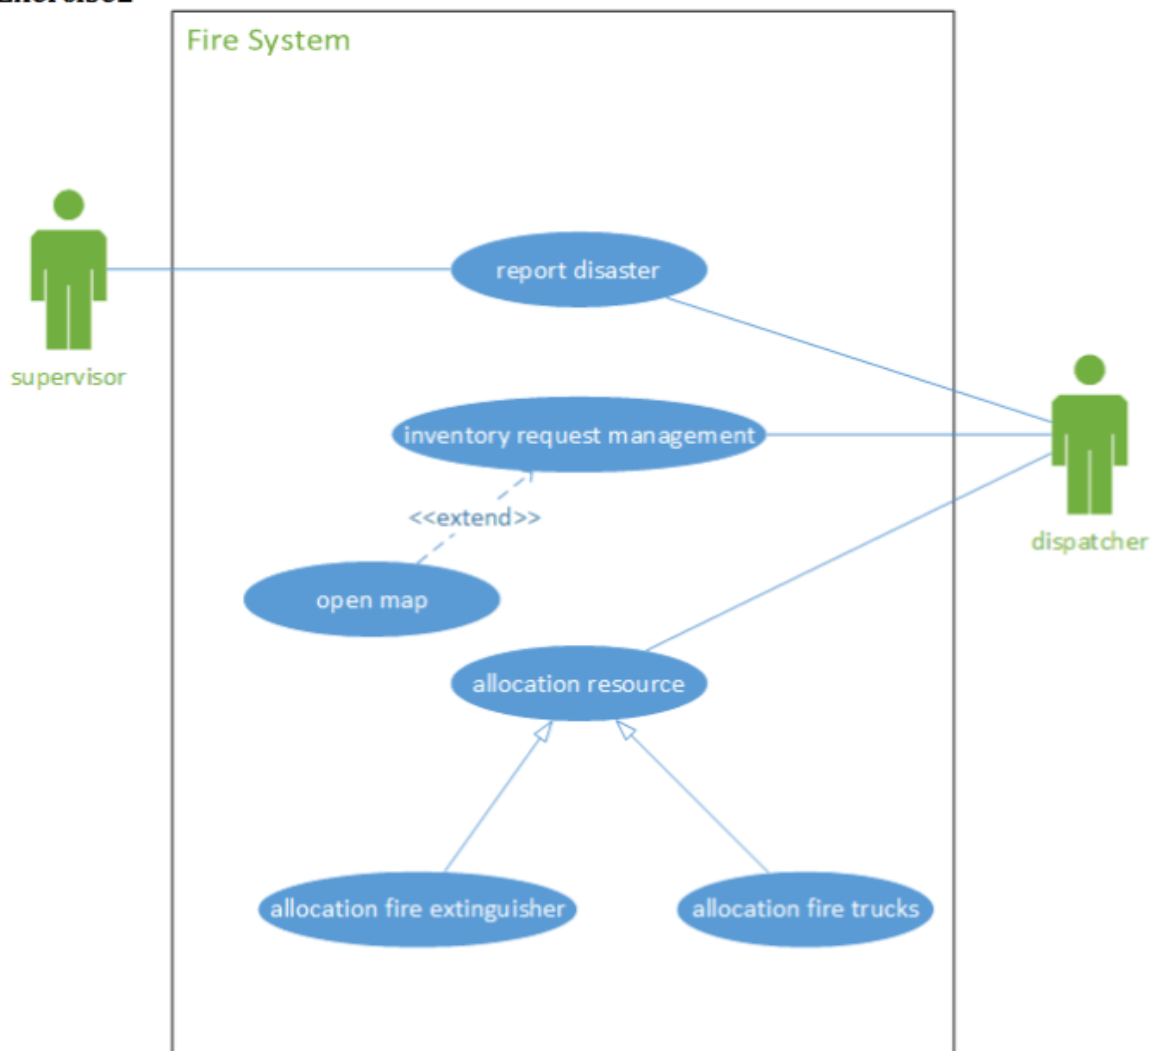 Fire System
report disaster
supervisor
inventory request management
<<extend>>
dispatcher
open map
allocation resource
allocation fire extinguisher
allocation fire trucks